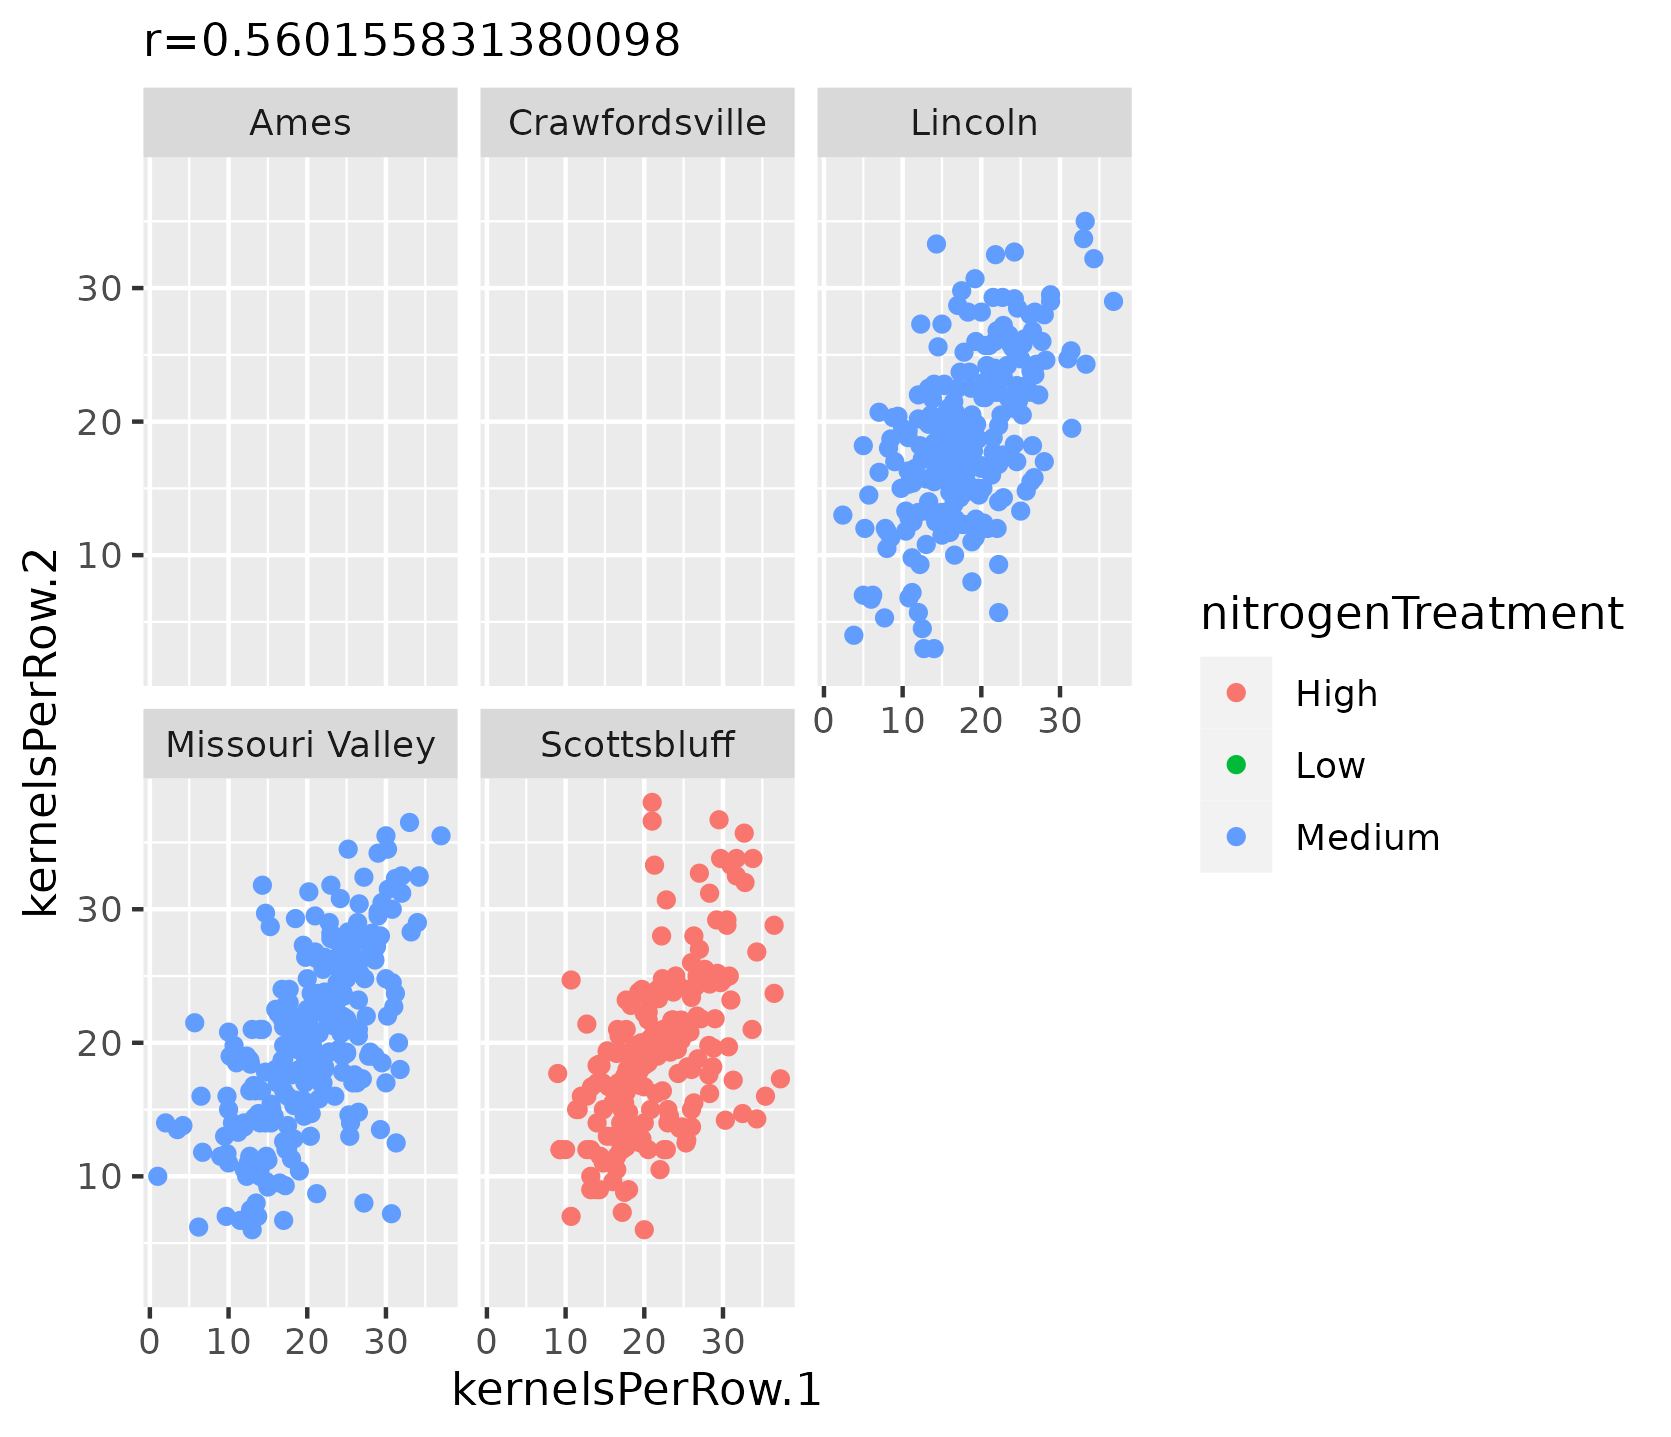 r=0.560155831380098
Ames
Crawfordsville
Lincoln
30
20
10
0 10 20 30
Missouri Valley
Scottsbluff
30
20
10
0 10 20 30
0 10 20 30
kernelsPerRow.1
kernelsPerRow.2
nitrogenTreatment
High
Low
Medium